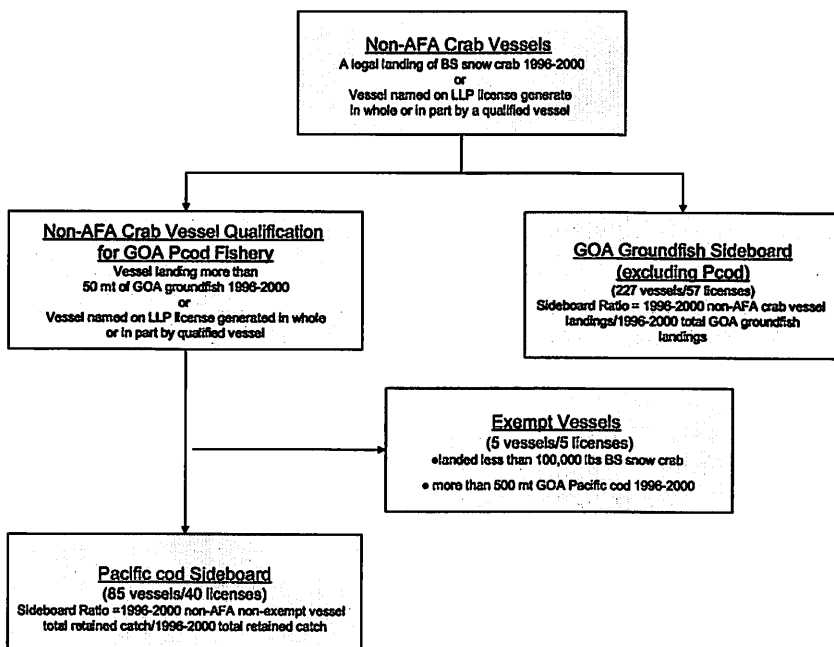 Non-AFA Crab Vessels
A legal landing of BS snow crab 1996-2000
or
Vessel named on LLP license generate
in whole or in part by a qualified vessel
Non-AFA Crab Vessel Qualification
for GOA Pcod Fishery
Vessel landing more than
50 mt of GOA groundfish 1996-2000
or
Vessel named on LLP license generated in whole
or in part by qualified vessel
GOA Groundfish Sideboard
(excluding Pcod)
(227 vessels/57 licenses)
Sideboard Ratio = 1996-2000 non-AFA crab vessel
landings/1996-2000 total GOA groundfish
landings
Exempt Vessels
(5 vessels/5 licenses)
•landed less than 100,000 lbs BS snow crab
• more than 500 mt GOA Pacific cod 1996-2000
Pacific cod Sideboard
(85 vessels/40 licenses)
Sideboard Ratio =1996-2000 non-AFA non-exempt vessel
total retained catch/1996-2000 total retained catch